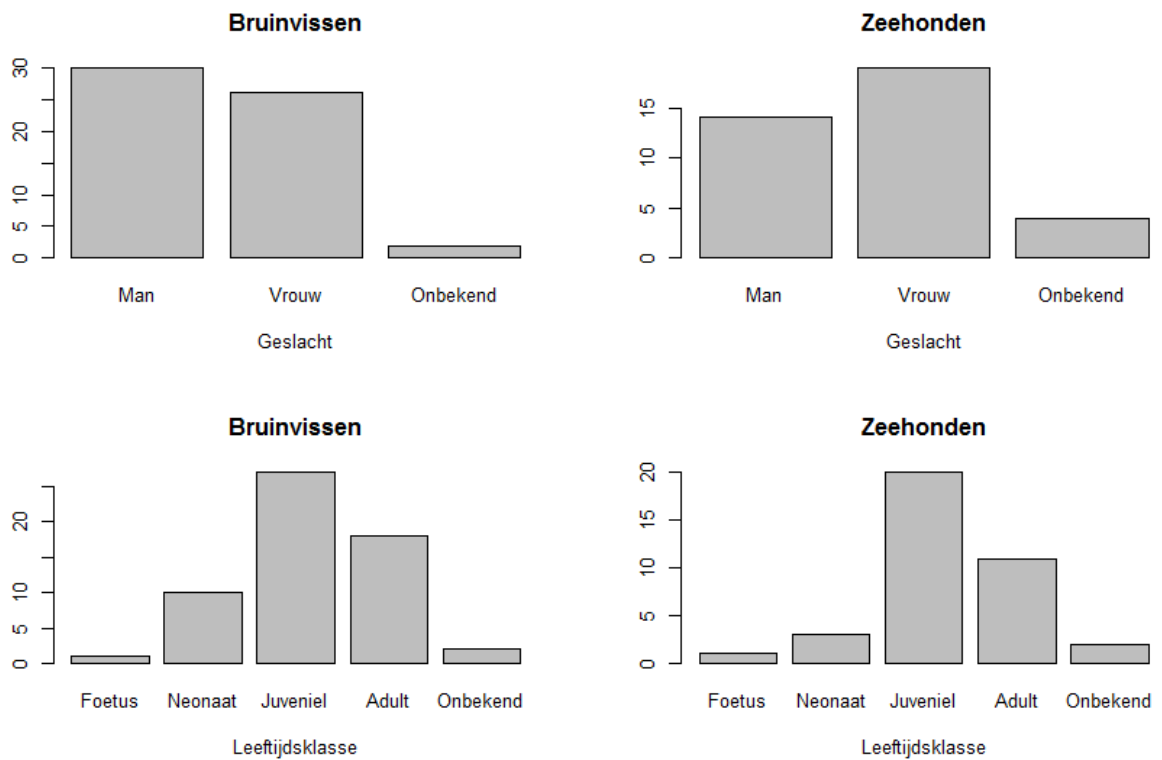 Bruinvissen
30
20
10
5
0
Man Vrouw Onbekend
Geslacht
Zeehonden
15
10
5
0
Man Vrouw Onbekend
Geslacht
Bruinvissen
20
10
5
0
Foetus Neonaat Juveniel Adult Onbekend
Leeftijdsklasse
Zeehonden
20
15
10
5
0
Foetus Neonaat Juveniel Adult Onbekend
Leeftijdsklasse